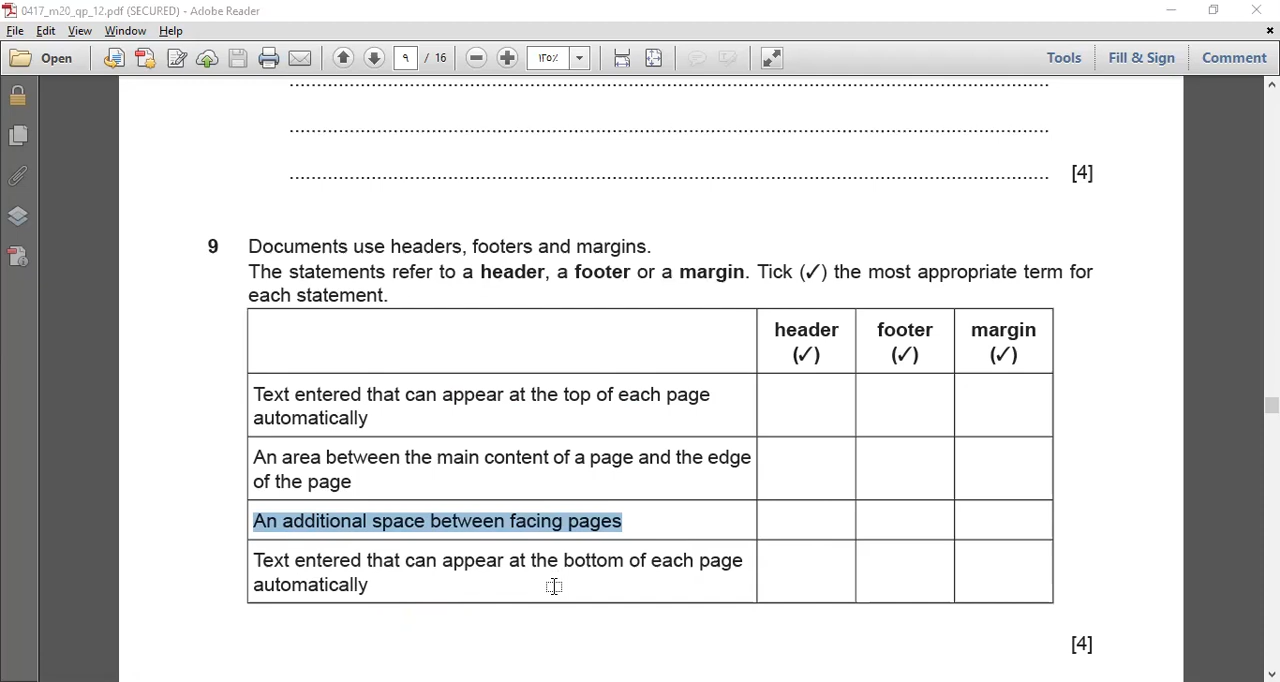 0417_m20_qp_12.pdf (SECURED) - Adobe Reader
File Edit View Window Help
Open ٩ / 16 ١٢٥٪ Tools Fill & Sign Comment
........................................................................
........................................................................
........................................................................ [4]
9 Documents use headers, footers and margins.
The statements refer to a header, a footer or a margin. Tick (✓) the most appropriate term for
each statement.
header footer margin
(✓) (✓) (✓)
Text entered that can appear at the top of each page
automatically
An area between the main content of a page and the edge
of the page
An additional space between facing pages
Text entered that can appear at the bottom of each page
automatically
[4]